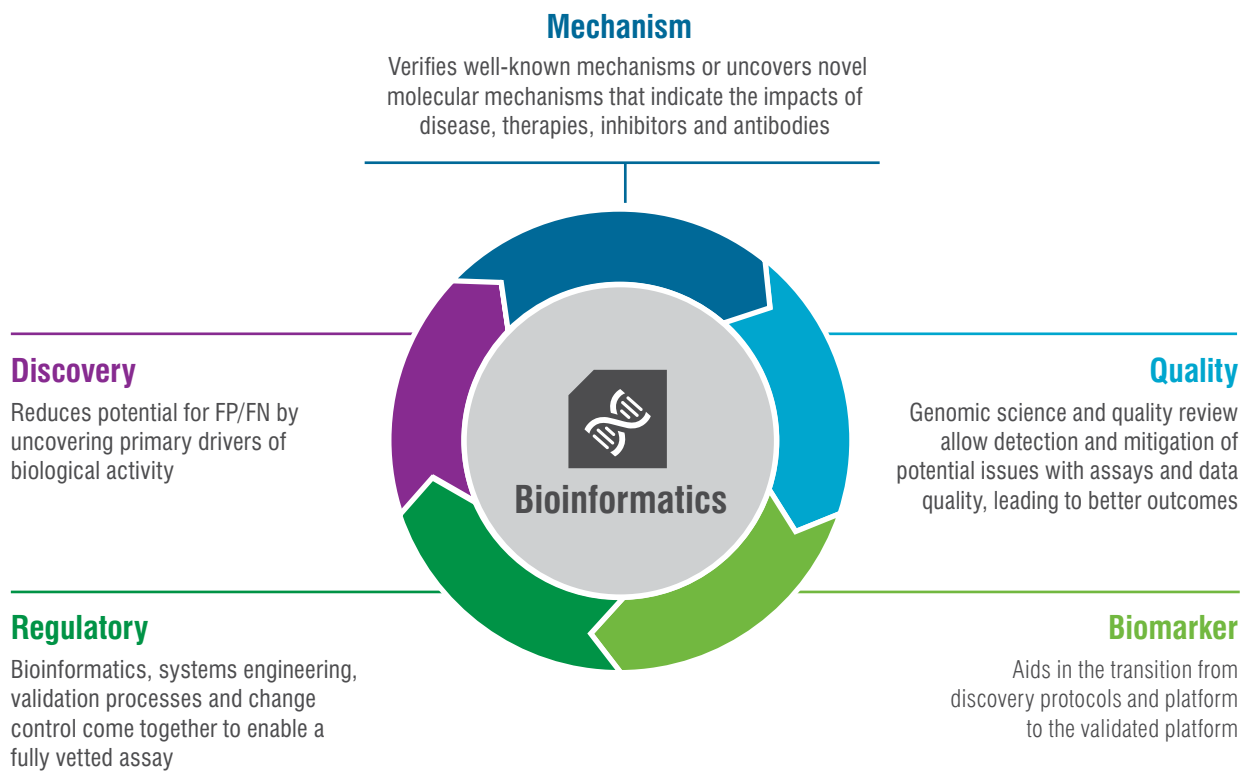 Mechanism
Verifies well-known mechanisms or uncovers novel
molecular mechanisms that indicate the impacts of
disease, therapies, inhibitors and antibodies
Discovery
Reduces potential for FP/FN by
uncovering primary drivers of
biological activity
Quality
Genomic science and quality review
allow detection and mitigation of
potential issues with assays and data
quality, leading to better outcomes
Bioinformatics
Regulatory
Bioinformatics, systems engineering,
validation processes and change
control come together to enable a
fully vetted assay
Biomarker
Aids in the transition from
discovery protocols and platform
to the validated platform